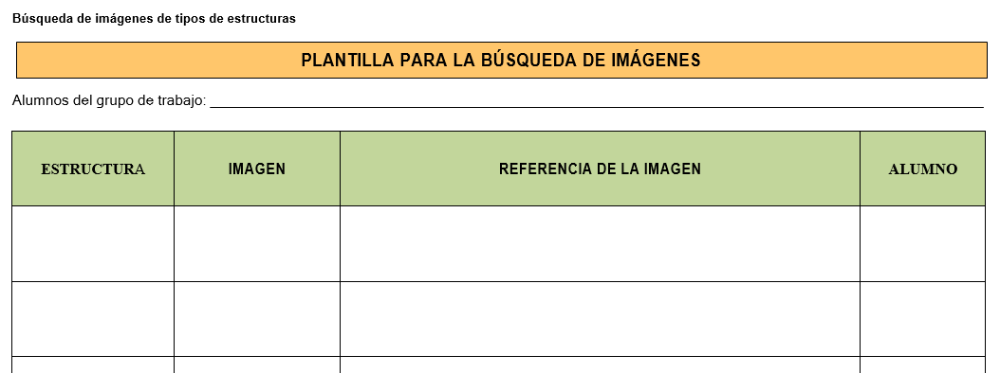 Búsqueda de imágenes de tipos de estructuras
PLANTILLA PARA LA BÚSQUEDA DE IMÁGENES
Alumnos del grupo de trabajo:
ESTRUCTURA IMAGEN REFERENCIA DE LA IMAGEN ALUMNO